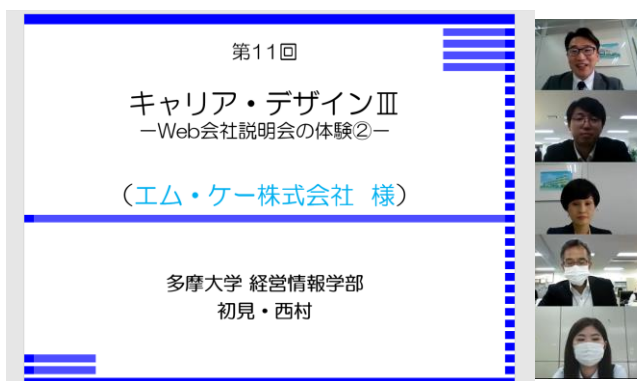 第11回
キャリア・デザインⅢ
－Web会社説明会の体験②－
（エム・ケー株式会社 様）
多摩大学 経営情報学部
初見・西村